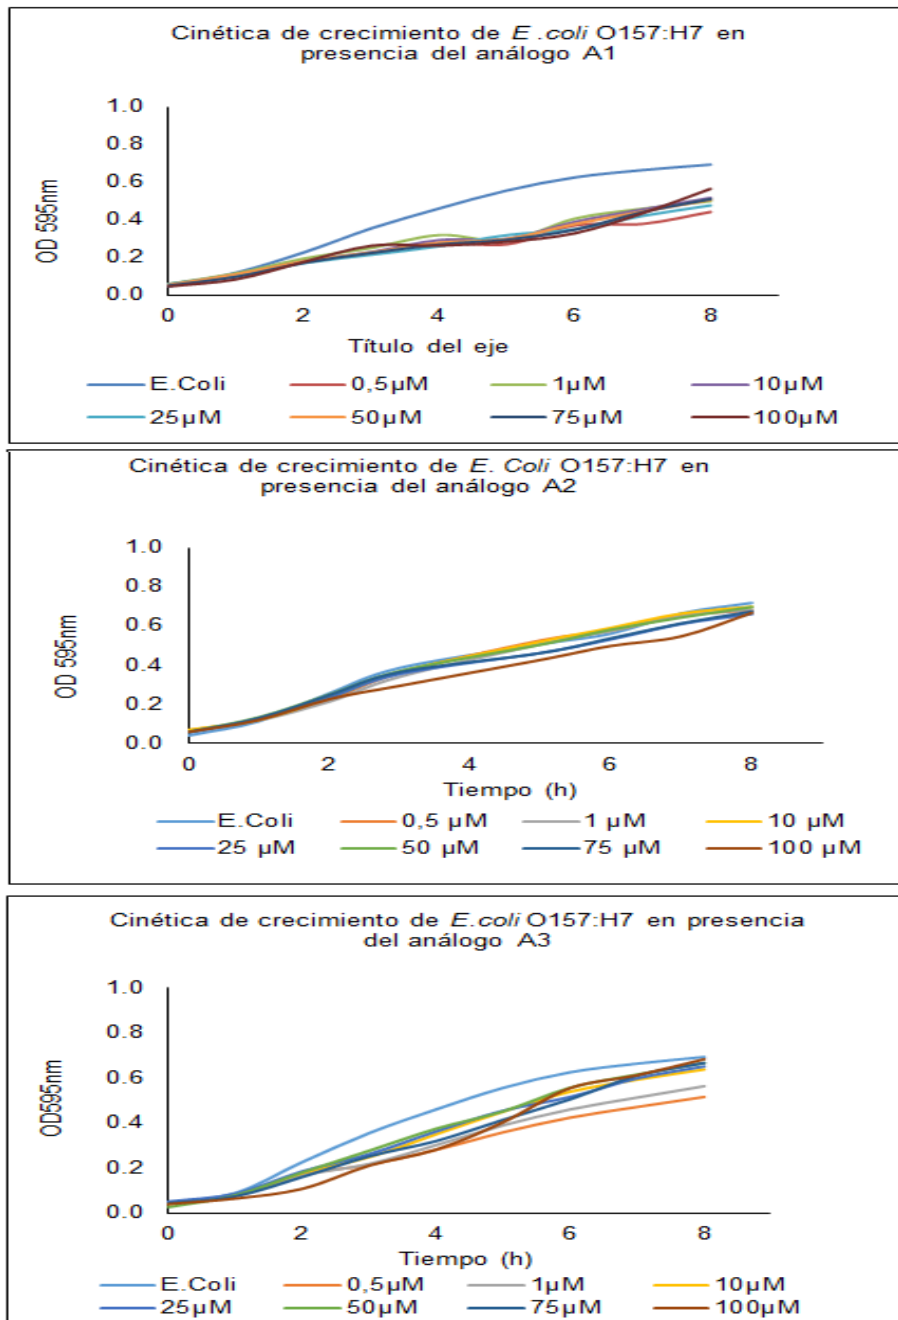 Cinética de crecimiento de E .coli O157:H7 en
presencia del análogo A1
1.0
0.8
0.6
0.4
0.2
0.0
OD 595nm
0 2 4 6 8
Título del eje
E.Coli 0,5µM 1µM 10µM
25µM 50µM 75µM 100µM
Cinética de crecimiento de E. Coli O157:H7 en
presencia del análogo A2
1.0
0.8
0.6
0.4
0.2
0.0
OD 595nm
0 2 4 6 8
Tiempo (h)
E.Coli 0,5 µM 1 µM 10 µM
25 µM 50 µM 75 µM 100 µM
Cinética de crecimiento de E.coli O157:H7 en presencia
del análogo A3
1.0
0.8
0.6
0.4
0.2
0.0
OD595nm
0 2 4 6 8
Tiempo (h)
E.Coli 0,5µM 1µM 10µM
25µM 50µM 75µM 100µM